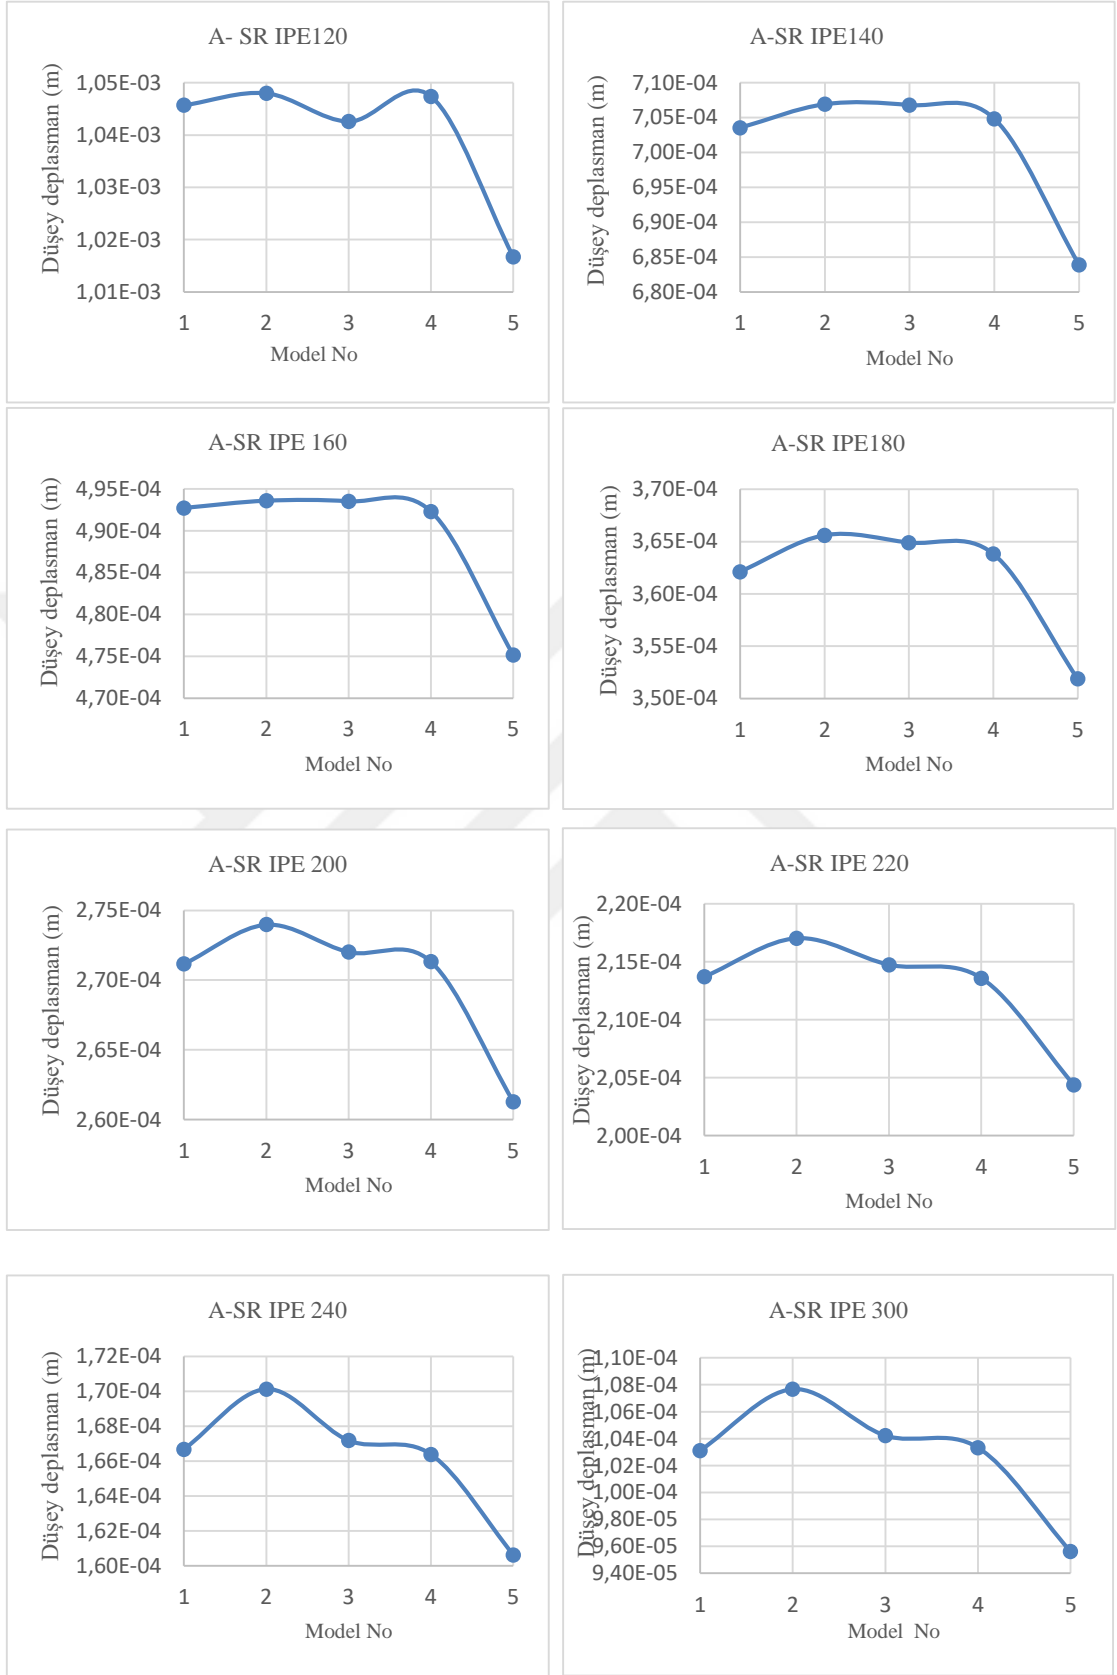 A- SR IPE120
Düşey deplasman (m)
1,05E-03
1,04E-03
1,03E-03
1,02E-03
1,01E-03
1 2 3 4 5
Model No
A-SR IPE140
Düşey deplasman (m)
7,10E-04
7,05E-04
7,00E-04
6,95E-04
6,90E-04
6,85E-04
6,80E-04
1 2 3 4 5
Model No
A-SR IPE 160
Düşey deplasman (m)
4,95E-04
4,90E-04
4,85E-04
4,80E-04
4,75E-04
4,70E-04
1 2 3 4 5
Model No
A-SR IPE180
Düşey deplasman (m)
3,70E-04
3,65E-04
3,60E-04
3,55E-04
3,50E-04
1 2 3 4 5
Model No
A-SR IPE 200
Düşey deplasman (m)
2,75E-04
2,70E-04
2,65E-04
2,60E-04
1 2 3 4 5
Model No
A-SR IPE 220
Düşey deplasman (m)
2,20E-04
2,15E-04
2,10E-04
2,05E-04
2,00E-04
1 2 3 4 5
Model No
A-SR IPE 240
Düşey deplasman (m)
1,72E-04
1,70E-04
1,68E-04
1,66E-04
1,64E-04
1,62E-04
1,60E-04
1 2 3 4 5
Model No
A-SR IPE 300
Düşey deplasman (m)
1,10E-04
1,08E-04
1,06E-04
1,04E-04
1,02E-04
1,00E-04
9,80E-05
9,60E-05
9,40E-05
1 2 3 4 5
Model No